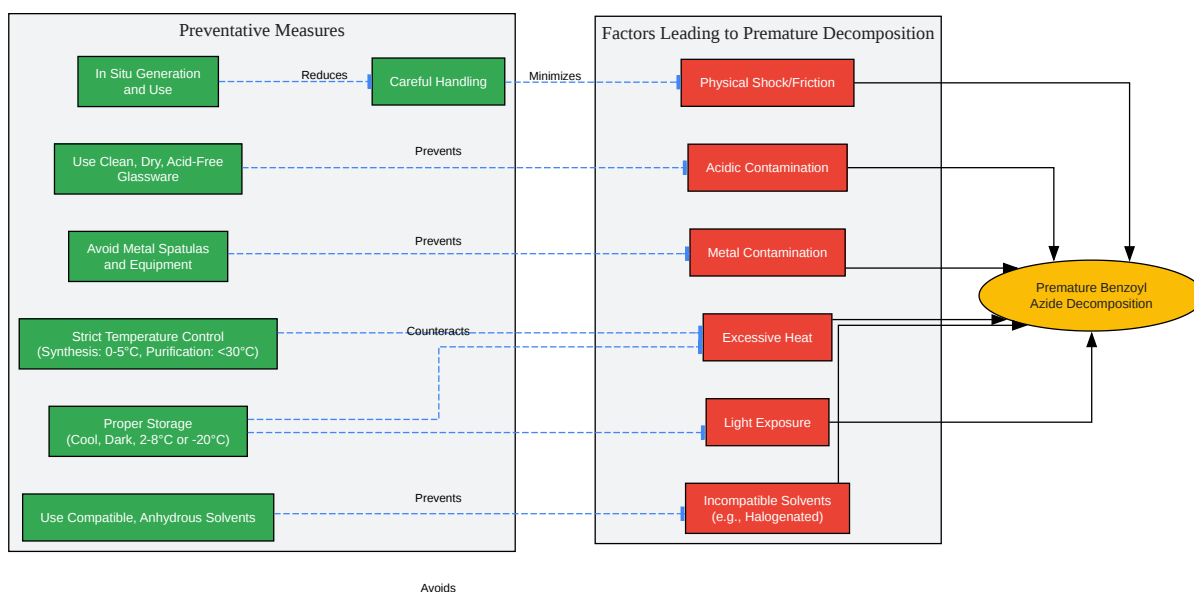 Preventative Measures
Factors Leading to Premature Decomposition
In Situ Generation
and Use
Reduces
Careful Handling
Minimizes
Physical Shock/Friction
Use Clean, Dry, Acid-Free
Glassware
Prevents
Acidic Contamination
Avoid Metal Spatulas
and Equipment
Prevents
Metal Contamination
Premature Benzoyl
Azide Decomposition
Strict Temperature Control
(Synthesis: 0-5°C, Purification: <30°C)
Counteracts
Excessive Heat
Proper Storage
(Cool, Dark, 2-8°C or -20°C)
Light Exposure
Use Compatible, Anhydrous Solvents
Prevents
Incompatible Solvents
(e.g., Halogenated)
Avoids